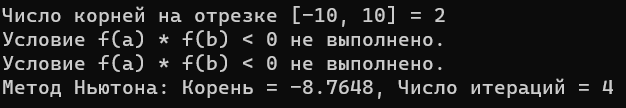 Число корней на отрезке [-10, 10] = 2
Условие f(a) * f(b) < 0 не выполнено.
Условие f(a) * f(b) < 0 не выполнено.
Метод Ньютона: Корень = -8.7648, Число итераций = 4